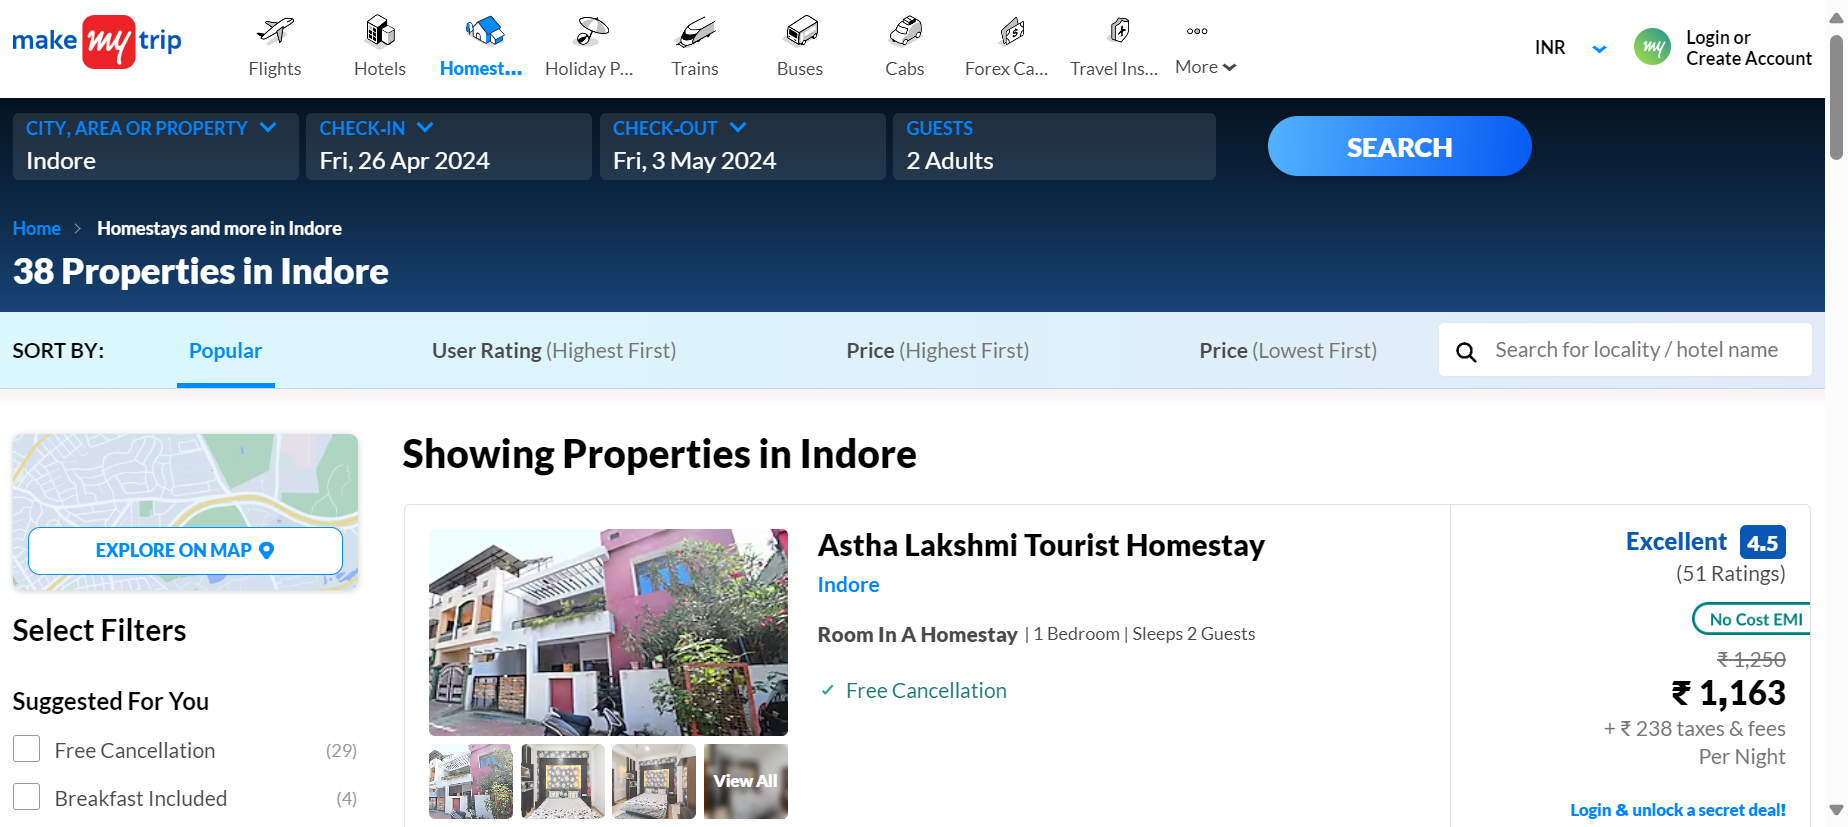 make my trip
Flights
Hotels
Homest...
Holiday P...
Trains
Buses
Cabs
Forex Ca...
Travel Ins...
More
INR
my
Login or
Create Account
CITY, AREA OR PROPERTY
Indore
CHECK-IN
Fri, 26 Apr 2024
CHECK-OUT
Fri, 3 May 2024
GUESTS
2 Adults
SEARCH
Home > Homestays and more in Indore
38 Properties in Indore
SORT BY:
Popular
User Rating (Highest First)
Price (Highest First)
Price (Lowest First)
Search for locality / hotel name
EXPLORE ON MAP
Select Filters
Suggested For You
Free Cancellation (29)
Breakfast Included (4)
Showing Properties in Indore
View All
Astha Lakshmi Tourist Homestay
Indore
Room In A Homestay | 1 Bedroom | Sleeps 2 Guests
✓ Free Cancellation
Excellent 4.5
(51 Ratings)
No Cost EMI
₹ 1,250
₹ 1,163
+ ₹ 238 taxes & fees
Per Night
Login & unlock a secret deal!